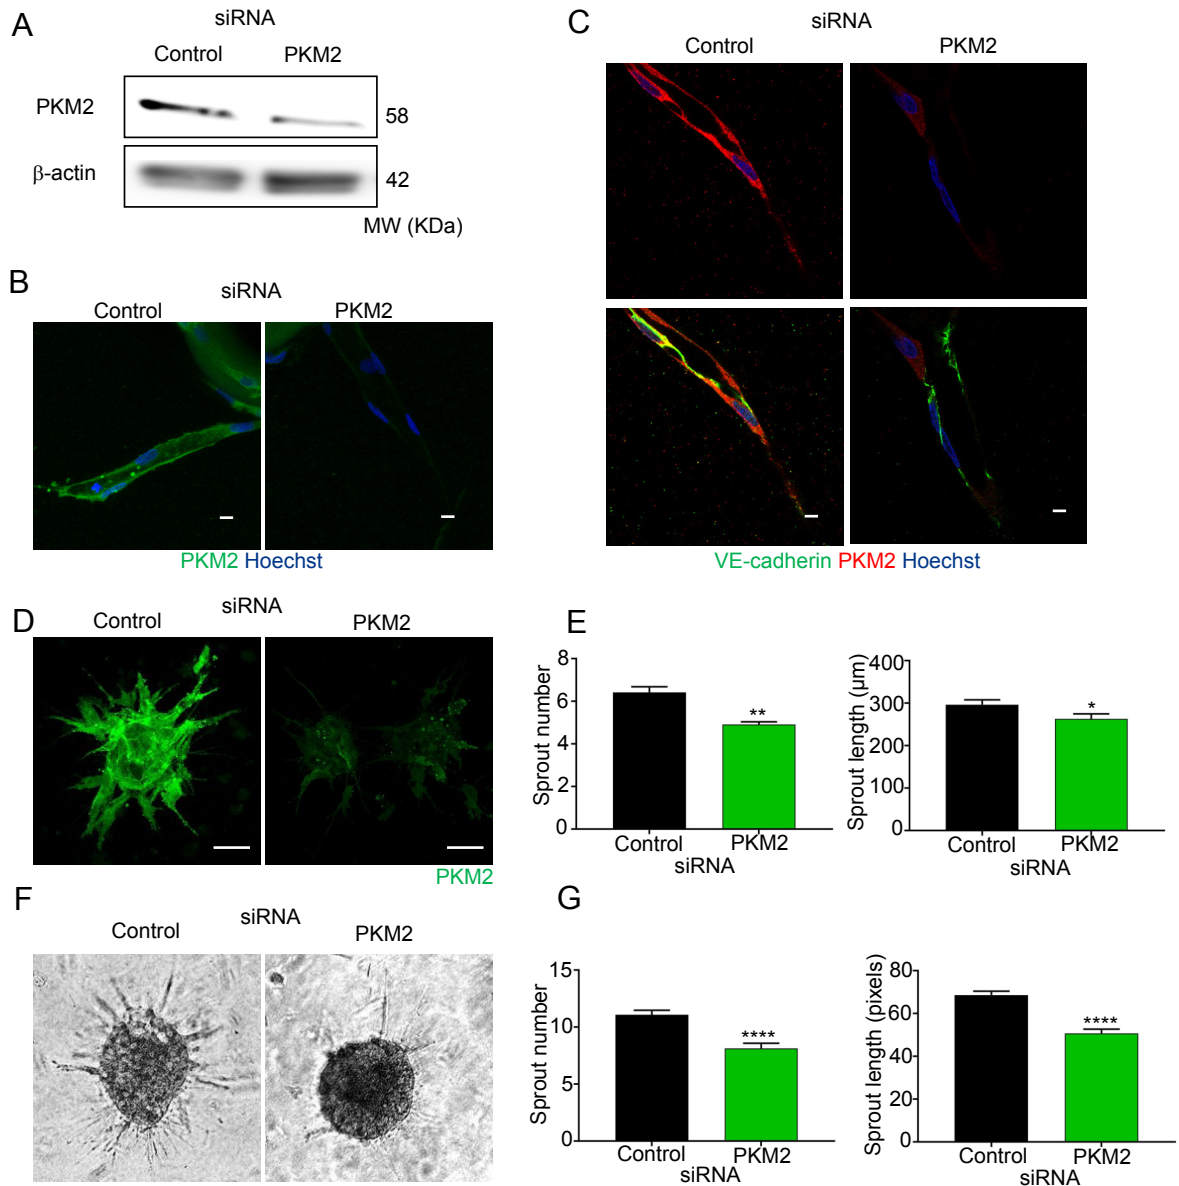 A
siRNA
Control PKM2
PKM2
58
β-actin
42
MW (KDa)
B
siRNA
Control PKM2
PKM2 Hoechst
C
siRNA
Control PKM2
VE-cadherin PKM2 Hoechst
D
siRNA
Control PKM2
PKM2
E
Sprout number
8
6
4
2
0
**
Control PKM2
siRNA
Sprout length (μm)
400
300
200
100
0
*
Control PKM2
siRNA
F
siRNA
Control PKM2
G
Sprout number
15
10
5
0
****
Control PKM2
siRNA
Sprout length (pixels)
80
60
40
20
0
****
Control PKM2
siRNA